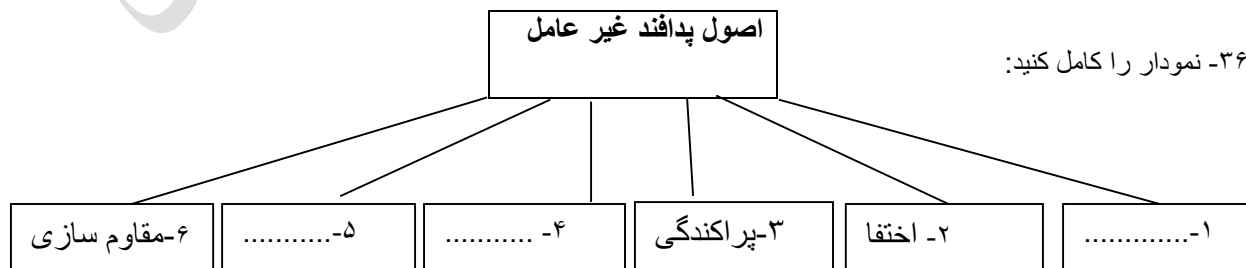 اصول پدافند غیر عامل
۳۶- نمودار را کامل کنید:
۱-.............
۲- اختفا
۳-پراکندگی
۴- ...........
۵-...........
۶-مقاوم سازی